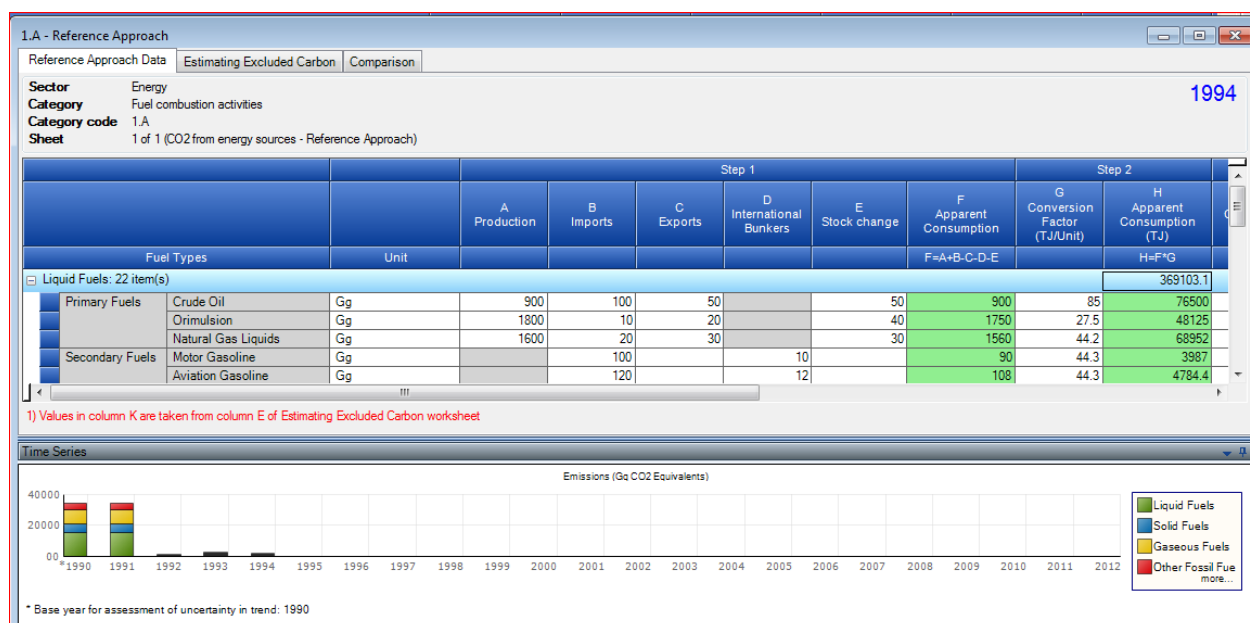 1.A - Reference Approach
Reference Approach Data Estimating Excluded Carbon Comparison
Sector Energy
1994
Category Fuel combustion activities
Category code 1.A
Sheet 1 of 1 (CO2 from energy sources - Reference Approach)
Step 1 Step 2
A Production
B Imports
C Exports
D International Bunkers
E Stock change
F Apparent Consumption
G Conversion Factor (TJ/Unit)
H Apparent Consumption (TJ)
Fuel Types Unit F=A+B-C-D-E H=F*G
Liquid Fuels: 22 item(s) 369103.1
Primary Fuels Crude Oil Gg 900 100 50 50 900 85 76500
Orimulsion Gg 1800 10 20 40 1750 27.5 48125
Natural Gas Liquids Gg 1600 20 30 30 1560 44.2 68952
Secondary Fuels Motor Gasoline Gg 100 10 90 44.3 3987
Aviation Gasoline Gg 120 12 108 44.3 4784.4
1) Values in column K are taken from column E of Estimating Excluded Carbon worksheet
Time Series
Emissions (Gg CO2 Equivalents)
40000
20000
00
*1990 1991 1992 1993 1994 1995 1996 1997 1998 1999 2000 2001 2002 2003 2004 2005 2006 2007 2008 2009 2010 2011 2012
Liquid Fuels
Solid Fuels
Gaseous Fuels
Other Fossil Fue
more...
* Base year for assessment of uncertainty in trend: 1990